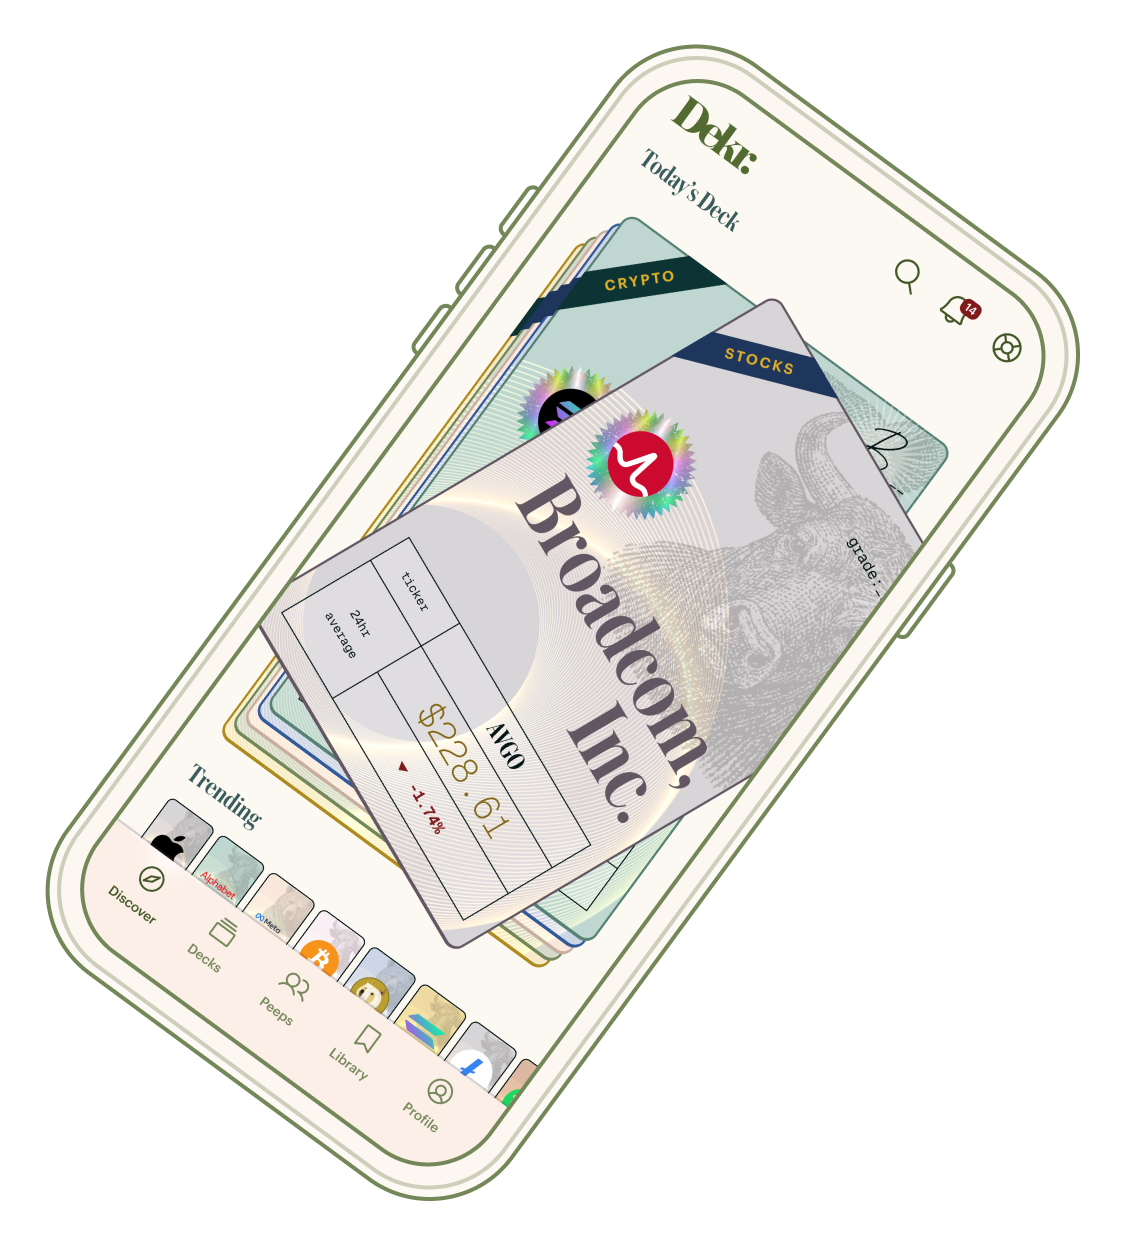 Dekr.
Today's Deck
14
CRYPTO
STOCKS
B
grade:
Broadcom,
Inc.
ticker
AVGO
24hr
average
$228.61
-1.74%
Trending
Alphabet
Meta
Discover
Decks
Peeps
Library
Profile